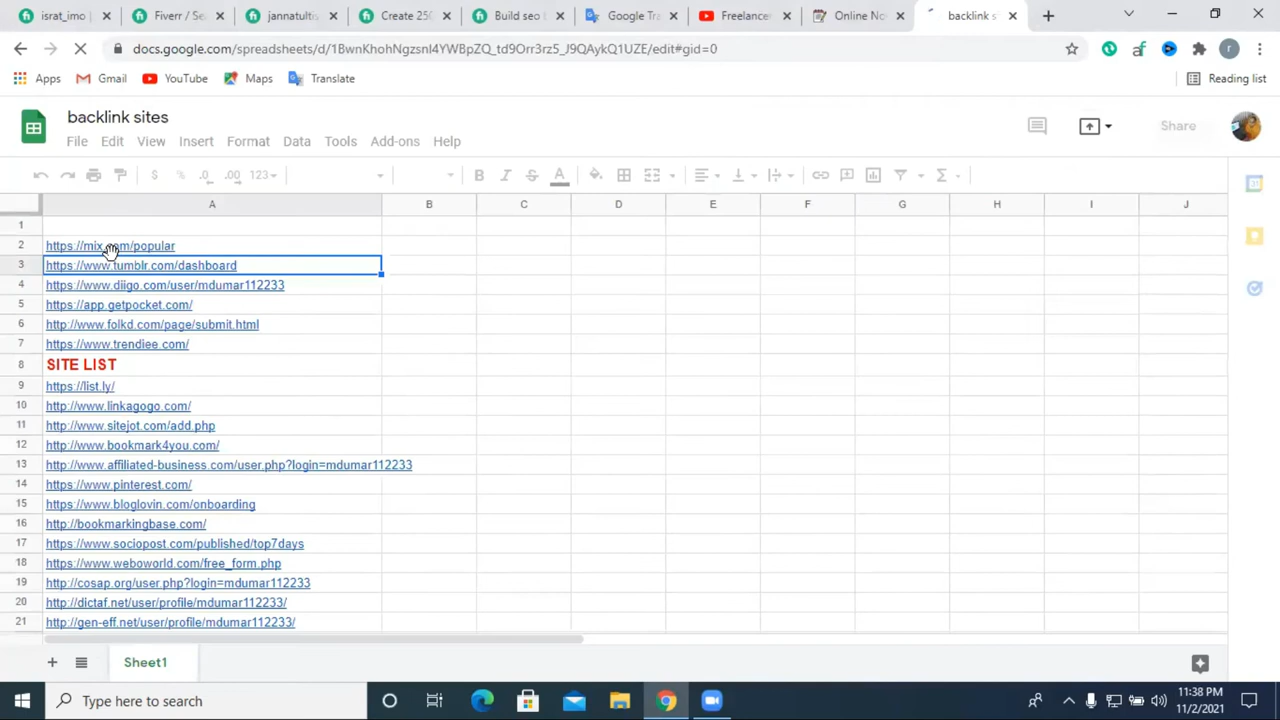 israt_imo
Fiverr / Se
jannatultis
Create 250
Build seo t
Google Tra
Freelancer
Online No
backlink s
docs.google.com/spreadsheets/d/1BwnKhohNgzsnI4YWBpZQ_td9Orr3rz5_J9QAykQ1UZE/edit#gid=0
Apps
Gmail
YouTube
Maps
Translate
Reading list
backlink sites
File Edit View Insert Format Data Tools Add-ons Help
Share
$ % .0 .00 123
A B C D E F G H I J
1
2 https://mix.com/popular
3 https://www.tumblr.com/dashboard
4 https://www.diigo.com/user/mdumar112233
5 https://app.getpocket.com/
6 http://www.folkd.com/page/submit.html
7 https://www.trendiee.com/
8 SITE LIST
9 https://list.ly/
10 http://www.linkagogo.com/
11 http://www.sitejot.com/add.php
12 http://www.bookmark4you.com/
13 http://www.affiliated-business.com/user.php?login=mdumar112233
14 https://www.pinterest.com/
15 https://www.bloglovin.com/onboarding
16 http://bookmarkingbase.com/
17 https://www.sociopost.com/published/top7days
18 https://www.weboworld.com/free_form.php
19 http://cosap.org/user.php?login=mdumar112233
20 http://dictaf.net/user/profile/mdumar112233/
21 http://gen-eff.net/user/profile/mdumar112233/
Sheet1
Type here to search
11:38 PM
11/2/2021